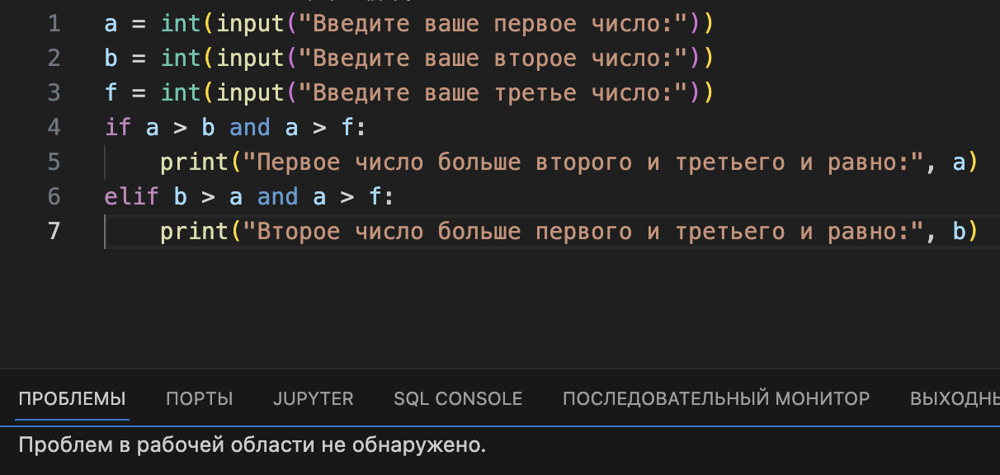 1 a = int(input("Введите ваше первое число:"))
2 b = int(input("Введите ваше второе число:"))
3 f = int(input("Введите ваше третье число:"))
4 if a > b and a > f:
5 print("Первое число больше второго и третьего и равно:", a)
6 elif b > a and a > f:
7 print("Второе число больше первого и третьего и равно:", b)
ПРОБЛЕМЫ ПОРТЫ JUPYTER SQL CONSOLE ПОСЛЕДОВАТЕЛЬНЫЙ МОНИТОР ВЫХОДНЫ
Проблем в рабочей области не обнаружено.